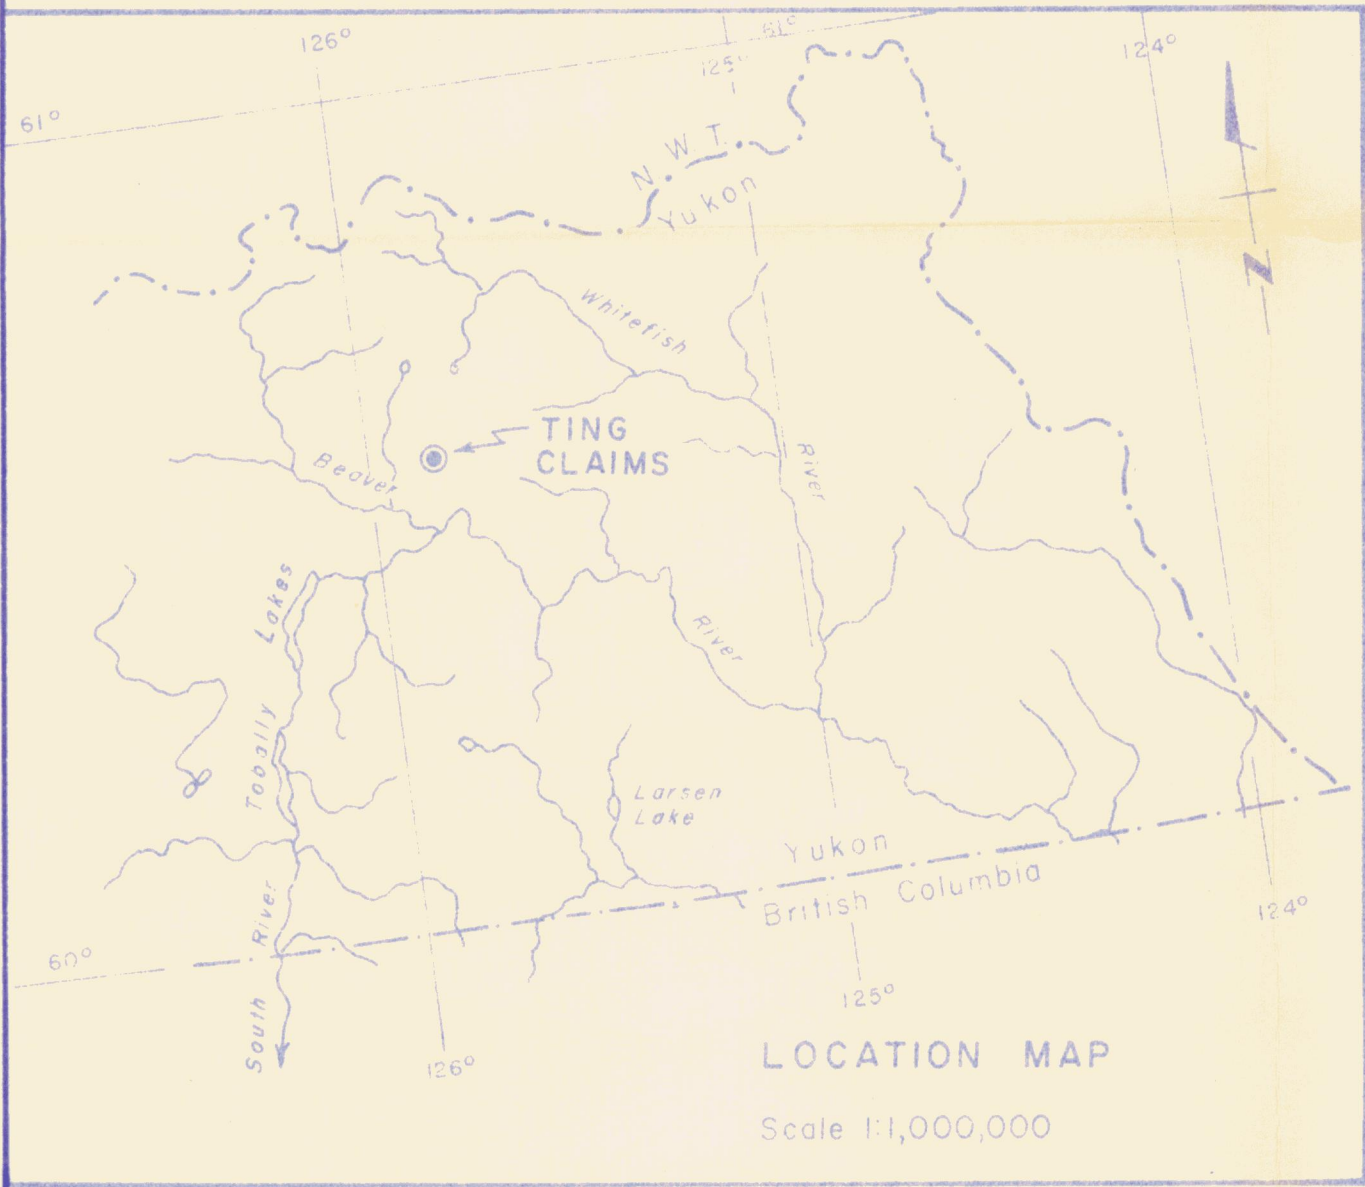 126°
61°
125°
124°
61°
N. W. T.
Yukon
Whitefish
River
TING
CLAIMS
Beaver
River
Tobally Lakes
Larsen
Lake
Yukon
British Columbia
124°
60°
South River
125°
126°
N
LOCATION MAP
Scale 1:1,000,000